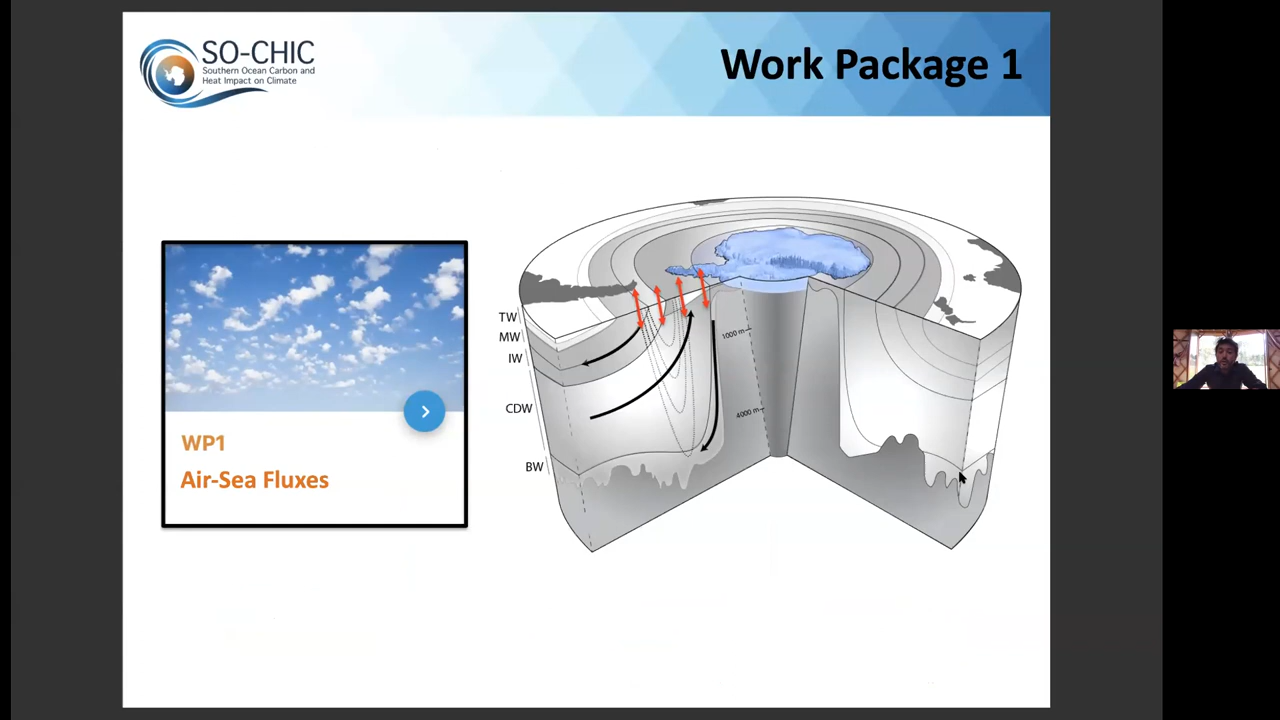 SO-CHIC
Southern Ocean Carbon and
Heat Impact on Climate
Work Package 1
WP1
Air-Sea Fluxes
TW
MW
IW
CDW
BW
1000 m
4000 m